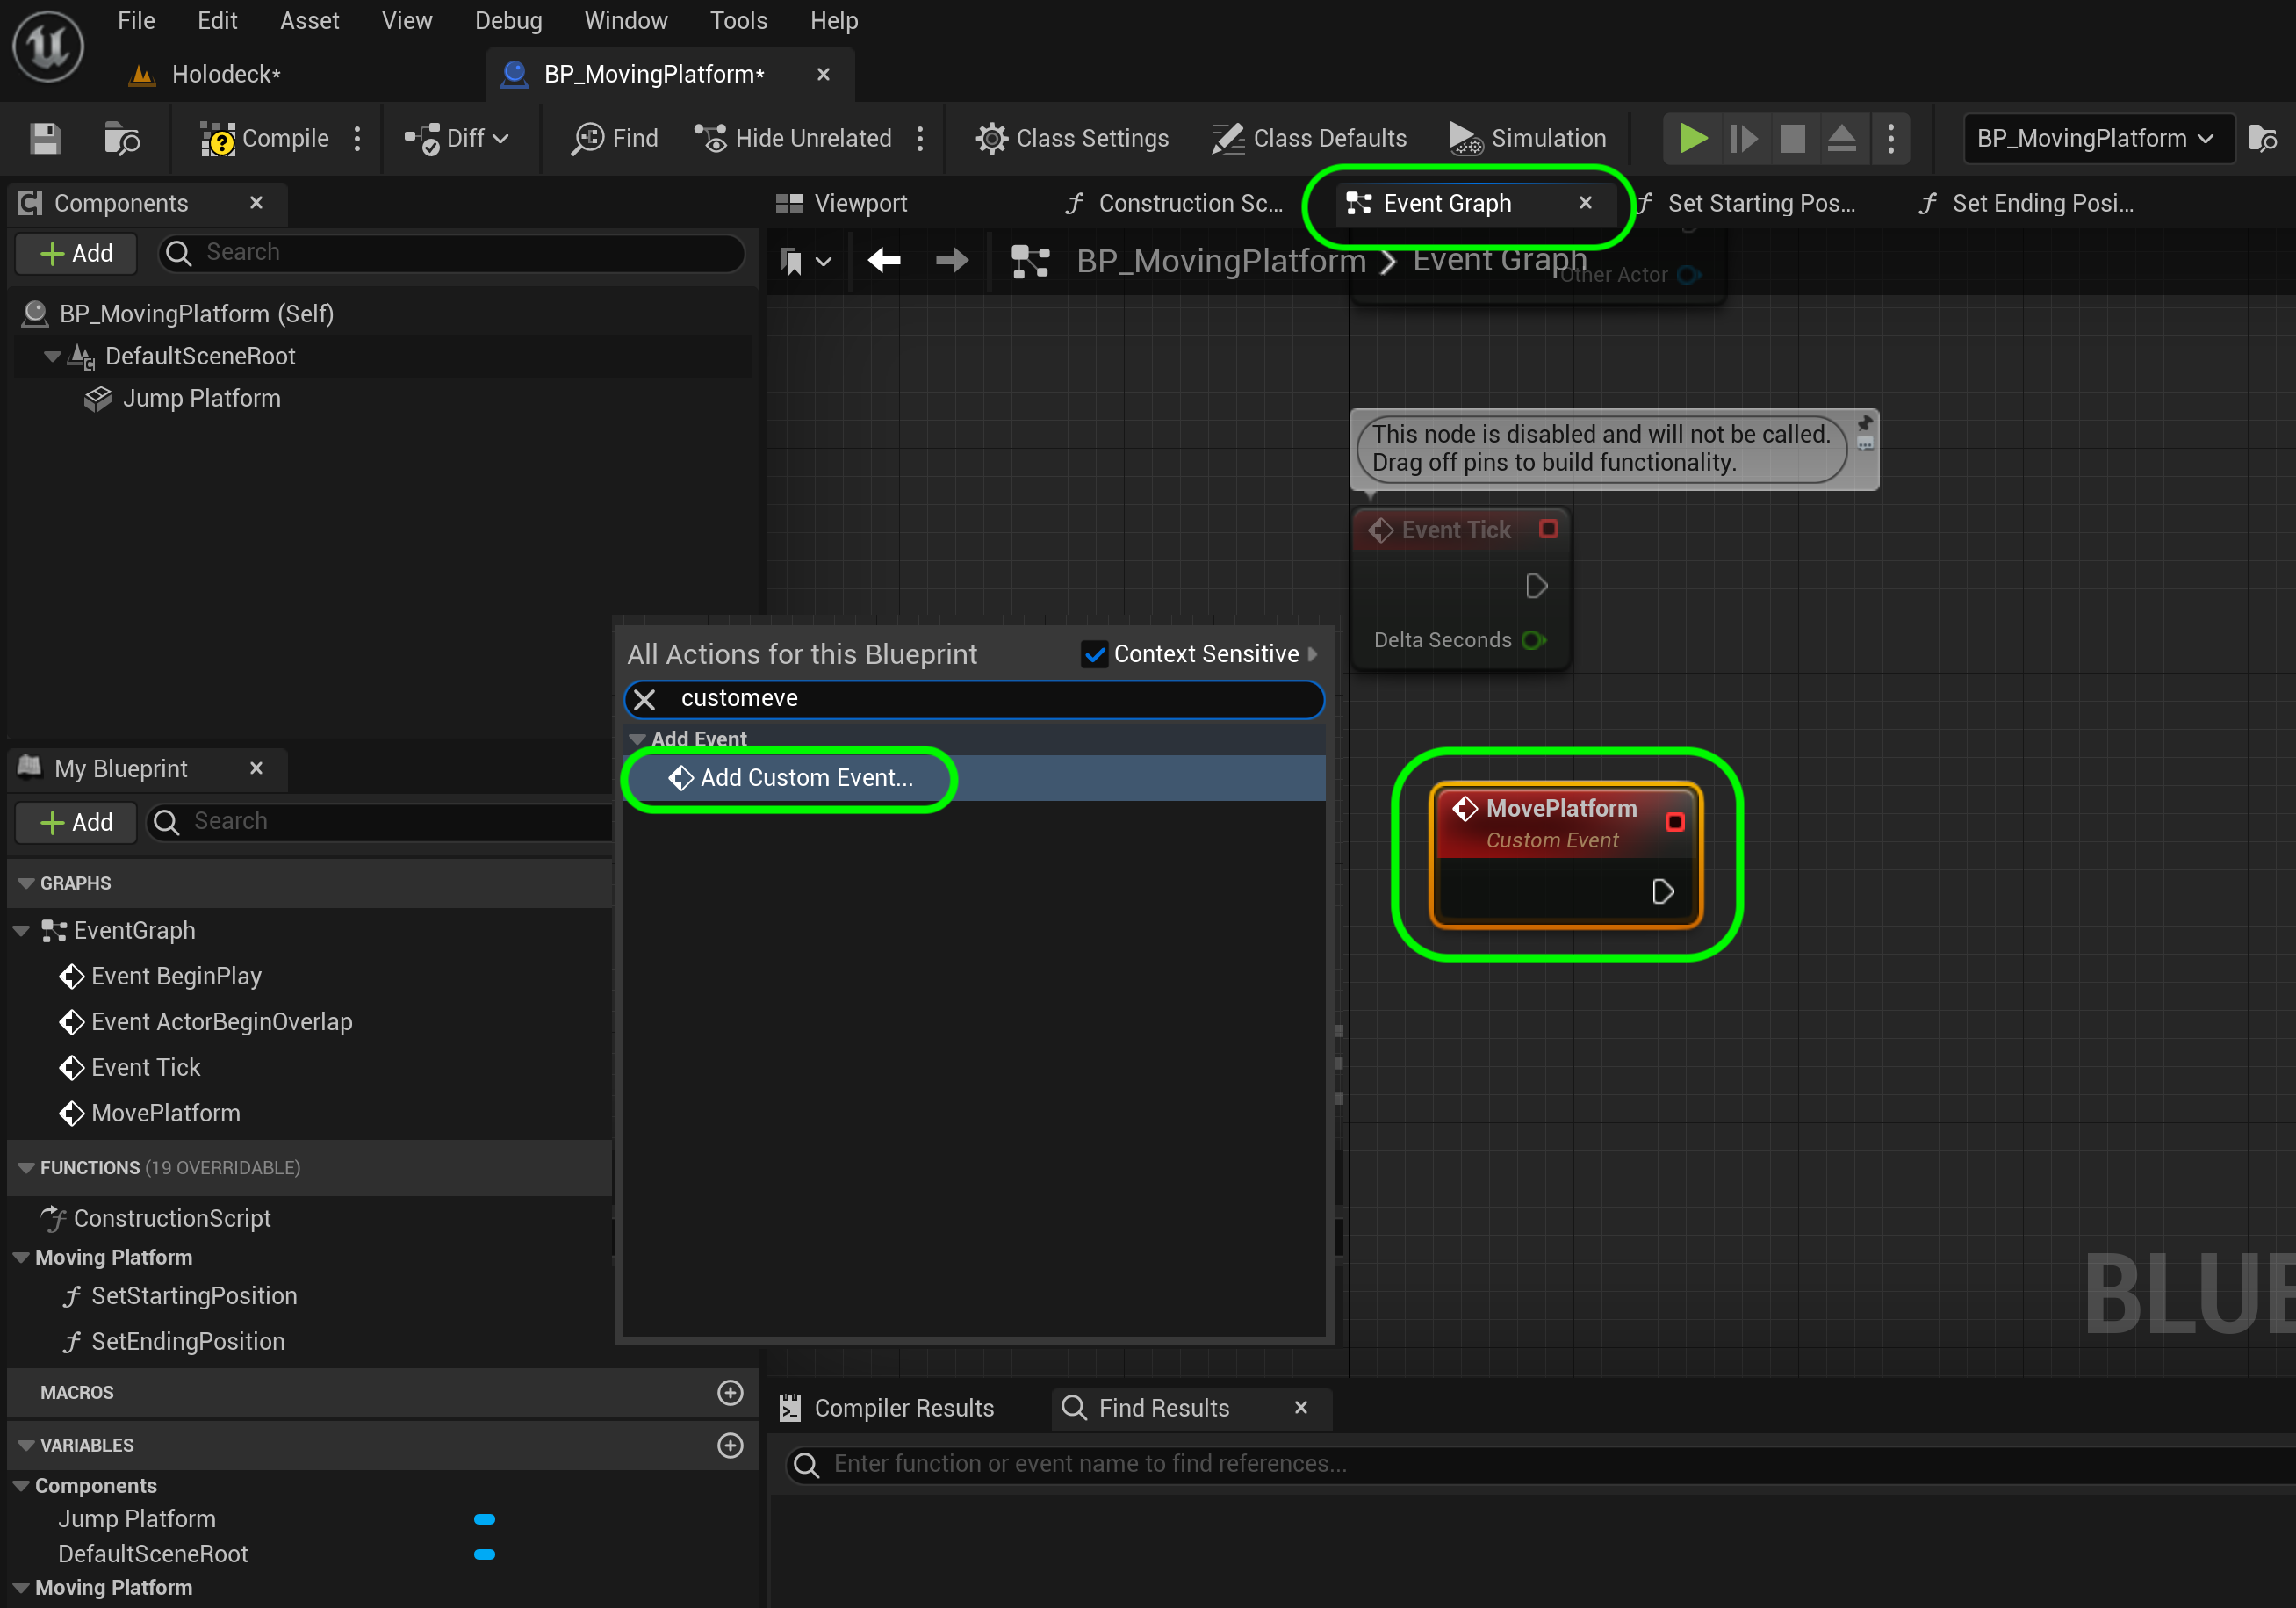 File Edit Asset View Debug Window Tools Help
Holodeck* BP_MovingPlatform*
Compile Diff Find Hide Unrelated Class Settings Class Defaults Simulation BP_MovingPlatform
Components
Add Search
BP_MovingPlatform (Self)
DefaultSceneRoot
Jump Platform
Viewport Construction Sc... Event Graph Set Starting Pos... Set Ending Posi...
BP_MovingPlatform > Event Graph
Other Actor
This node is disabled and will not be called.
Drag off pins to build functionality.
Event Tick
Delta Seconds
All Actions for this Blueprint Context Sensitive
customeve
Add Event
Add Custom Event...
MovePlatform
Custom Event
My Blueprint
Add Search
GRAPHS
EventGraph
Event BeginPlay
Event ActorBeginOverlap
Event Tick
MovePlatform
FUNCTIONS (19 OVERRIDABLE)
ConstructionScript
Moving Platform
SetStartingPosition
SetEndingPosition
MACROS
VARIABLES
Components
Jump Platform
DefaultSceneRoot
Moving Platform
BLUE
Compiler Results Find Results
Enter function or event name to find references...